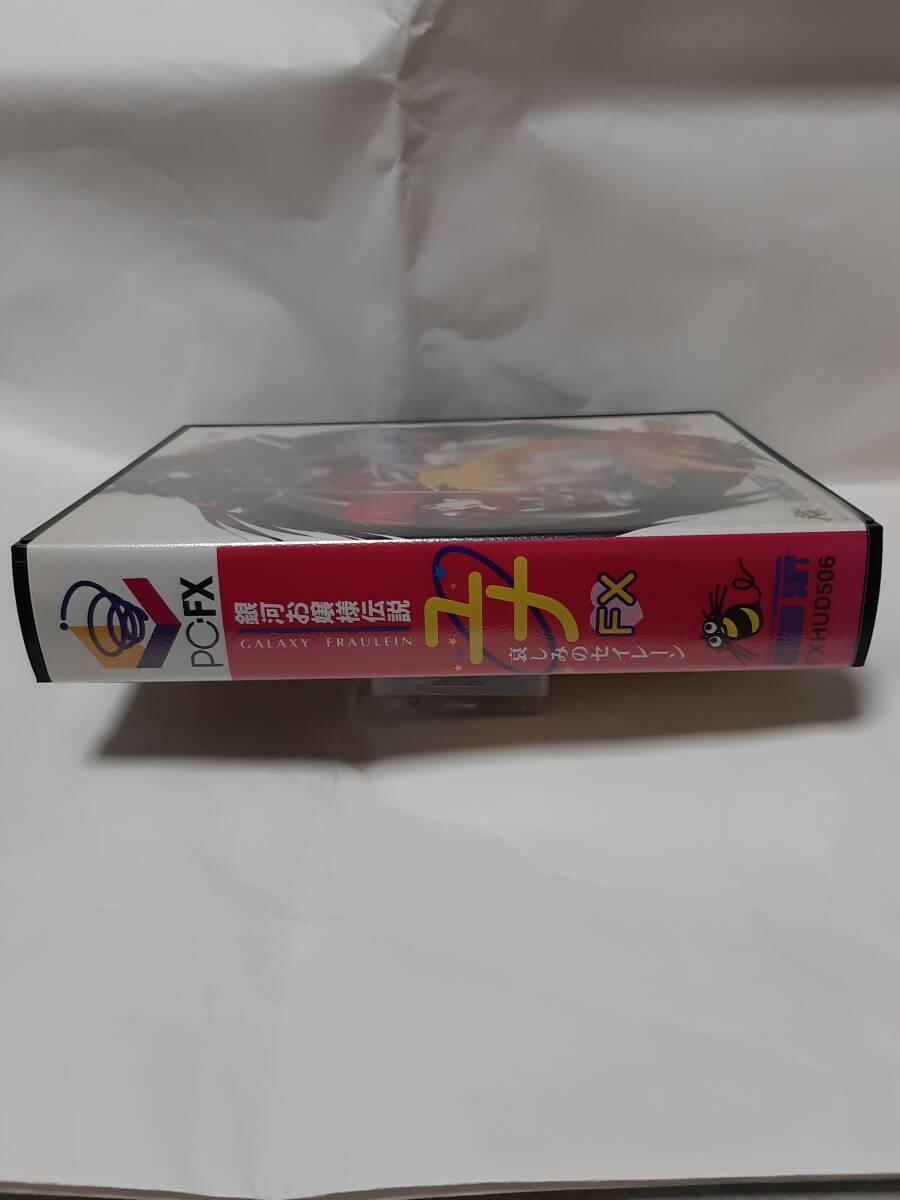 PC-FX
銀河お嬢様伝説
GALAXY FRAULEIN
ユナ
哀しみのセイレーン
FX
HUDSON SOFT
FXHUD506